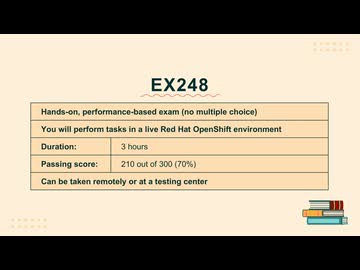 EX248
Hands-on, performance-based exam (no multiple choice)
You will perform tasks in a live Red Hat OpenShift environment
Duration: 3 hours
Passing score: 210 out of 300 (70%)
Can be taken remotely or at a testing center